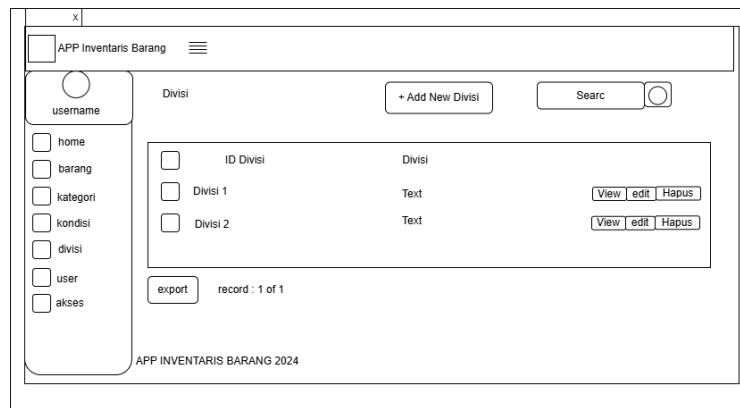 x
APP Inventaris Barang
username
Divisi
+ Add New Divisi
Searc
home
barang
kategori
kondisi
divisi
user
akses
ID Divisi Divisi
Divisi 1 Text View edit Hapus
Divisi 2 Text View edit Hapus
export record : 1 of 1
APP INVENTARIS BARANG 2024